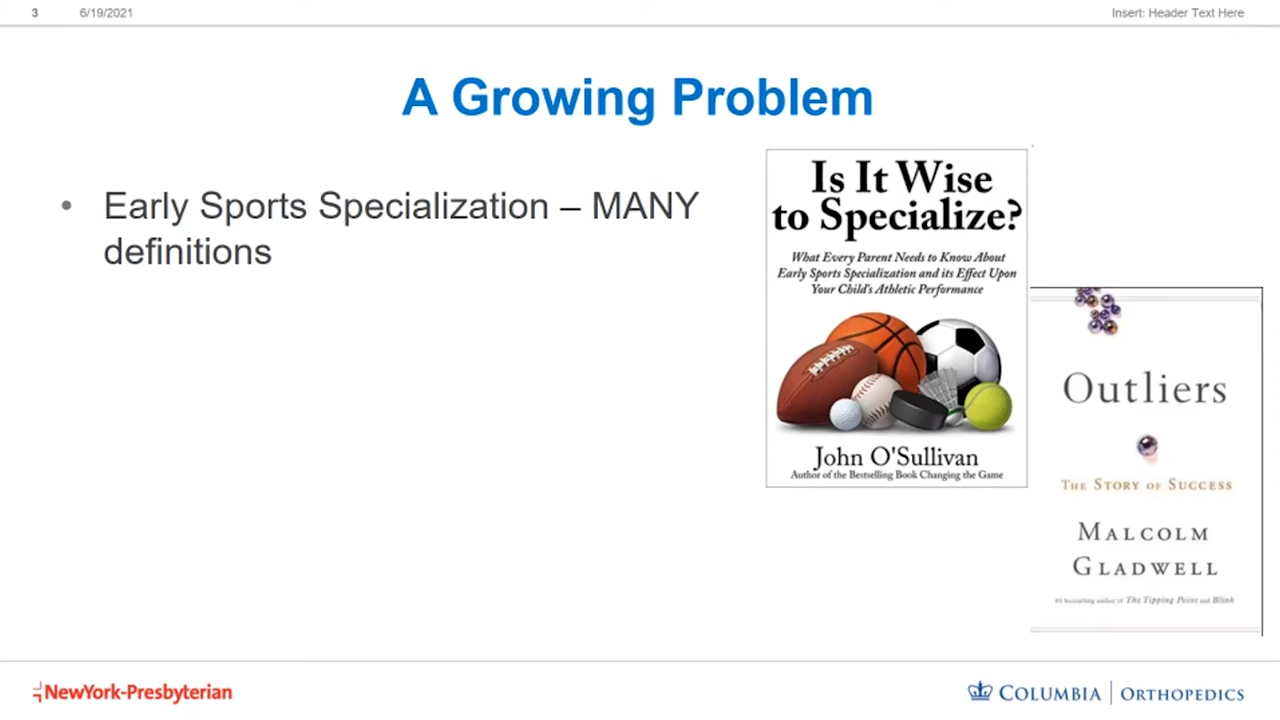 3 6/19/2021 Insert: Header Text Here
A Growing Problem
• Early Sports Specialization – MANY
definitions
Is It Wise
to Specialize?
What Every Parent Needs to Know About
Early Sports Specialization and its Effect Upon
Your Child's Athletic Performance
John O'Sullivan
Author of the Bestselling Book Changing the Game
Outliers
THE STORY OF SUCCESS
MALCOLM
GLADWELL
#1 bestselling author of The Tipping Point and Blink
NewYork-Presbyterian
COLUMBIA | ORTHOPEDICS